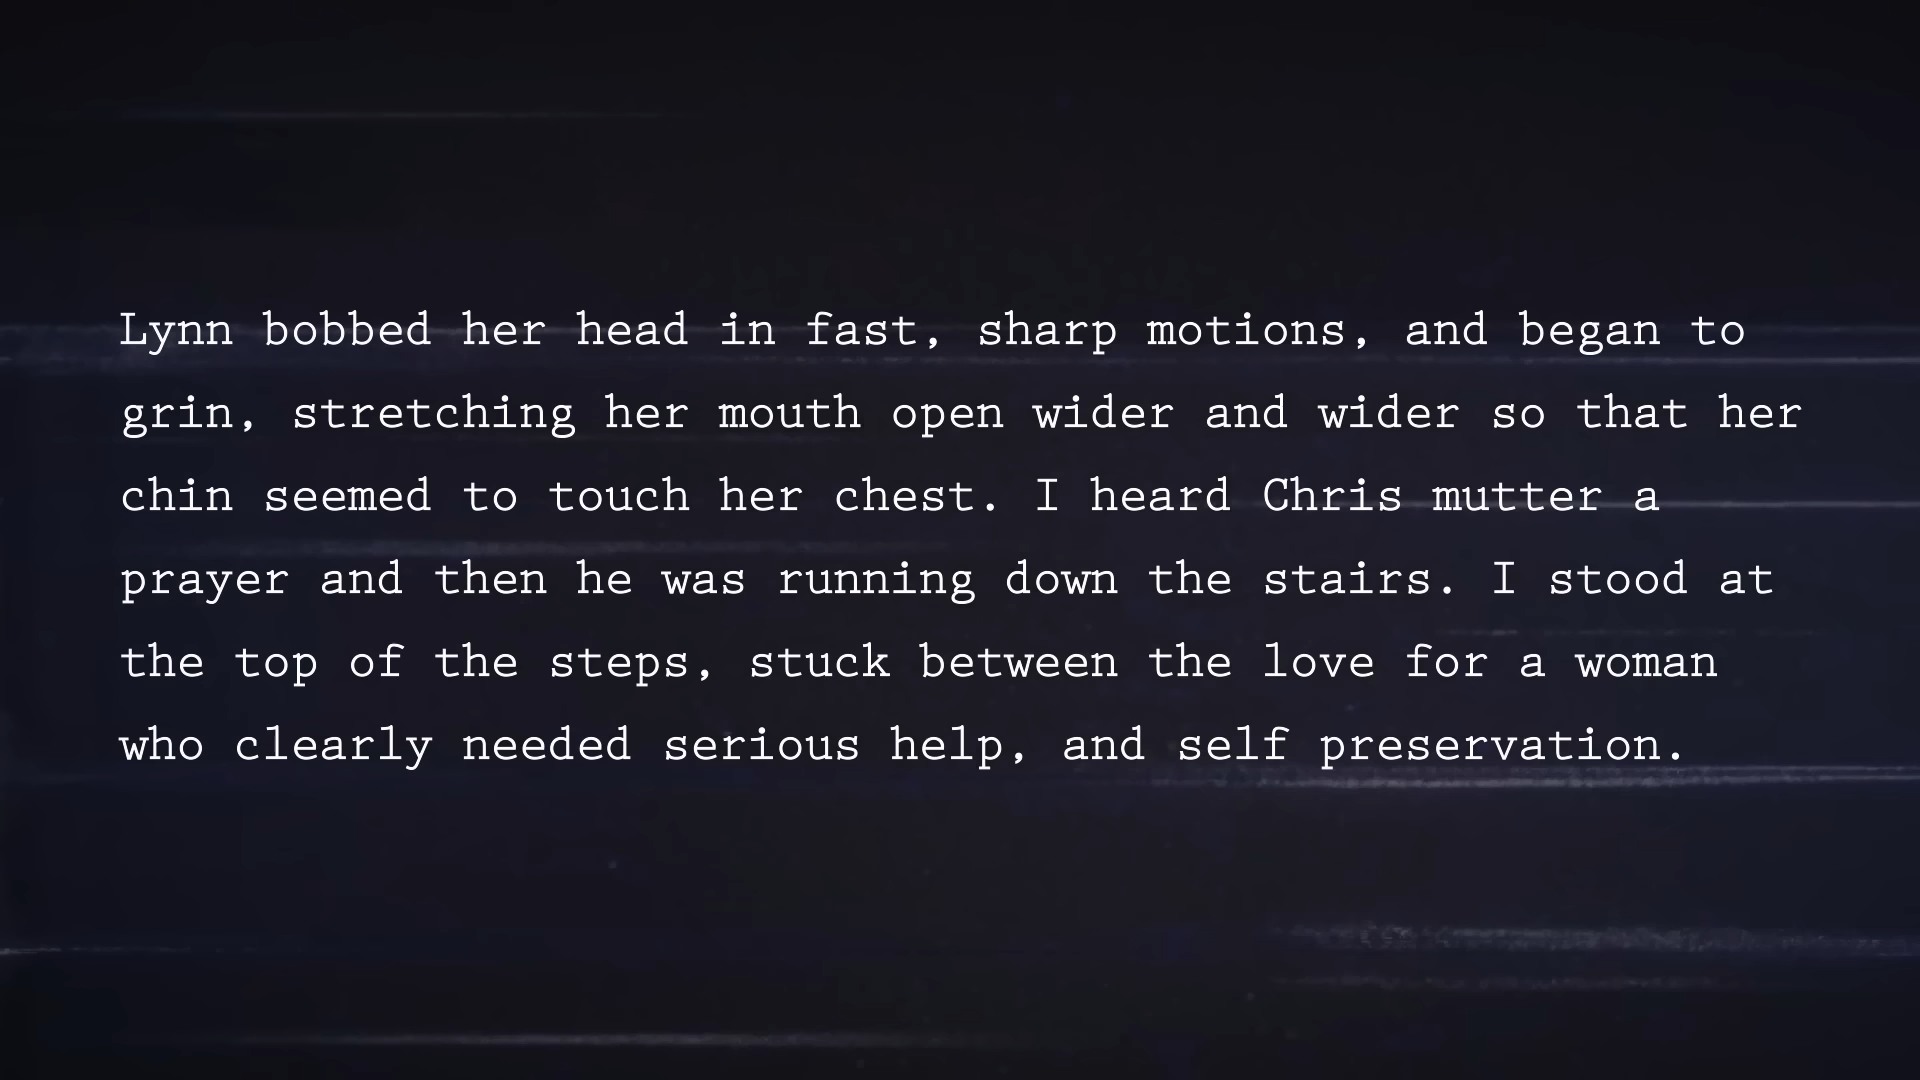 Lynn bobbed her head in fast, sharp motions, and began to
grin, stretching her mouth open wider and wider so that her
chin seemed to touch her chest. I heard Chris mutter a
prayer and then he was running down the stairs. I stood at
the top of the steps, stuck between the love for a woman
who clearly needed serious help, and self preservation.